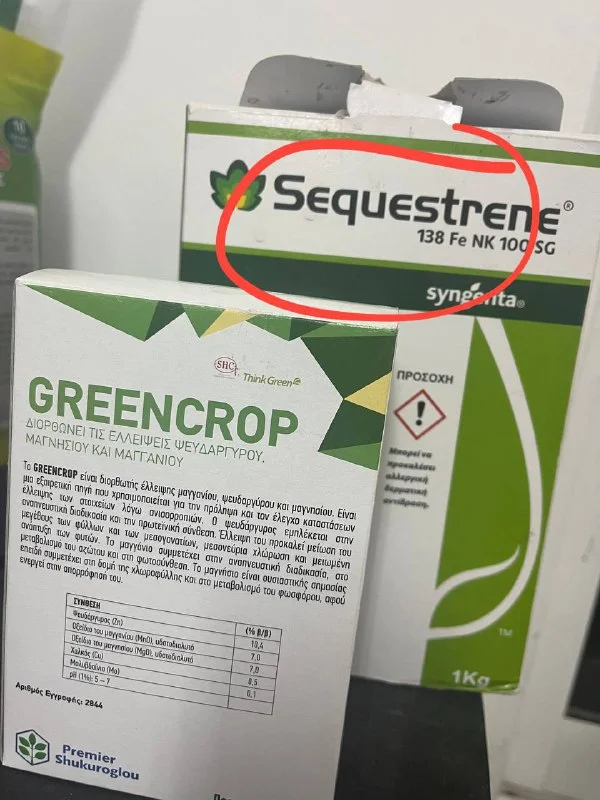 Sequestrene®
138 Fe NK 100 SG
syngenta®
ΠΡΟΣΟΧΗ
Μπορεί να
προκαλέσει
αλλεργική
δερματική
αντίδραση.
TM
1Kg
SHC
Think Green
GREENCROP
ΔΙΟΡΘΩΝΕΙ ΤΙΣ ΕΛΛΕΙΨΕΙΣ ΨΕΥΔΑΡΓΥΡΟΥ,
ΜΑΓΝΗΣΙΟΥ ΚΑΙ ΜΑΓΓΑΝΙΟΥ
Το GREENCROP είναι διορθωτής έλλειψης μαγγανίου, ψευδαργύρου και μαγνησίου. Είναι
μια εξαιρετική πηγή που χρησιμοποιείται για την πρόληψη και τον έλεγχο καταστάσεων
έλλειψης των στοιχείων λόγω ανισορροπιών. Ο ψευδάργυρος εμπλέκεται στην
αναπνευστική διαδικασία και την πρωτεϊνική σύνθεση. Έλλειψη του προκαλεί μείωση του
μεγέθους των φύλλων και των μεσογονατίων, μεσονεύρια χλώρωση και μειωμένη
ανάπτυξη των φυτών. Το μαγγάνιο συμμετέχει στην αναπνευστική διαδικασία, στο
μεταβολισμό του αζώτου και στη φωτοσύνθεση. Το μαγνήσιο είναι ουσιαστικής σημασίας
επειδή συμμετέχει στη δομή της χλωροφύλλης και στο μεταβολισμό του φωσφόρου, αφού
ενεργεί στην απορρόφησή του.
ΣΥΝΘΕΣΗ (% Β/Β)
Ψευδάργυρος (Zn) 10,4
Οξείδιο του μαγγανίου (MnO), υδατοδιαλυτό 7,0
Οξείδιο του μαγνησίου (MgO), υδατοδιαλυτό 7,0
Χαλκός (Cu) 0,5
Μολυβδαίνιο (Mo) 0,1
pH (1%): 5 – 7
Αριθμός Εγγραφής: 2844
Premier
Shukuroglou